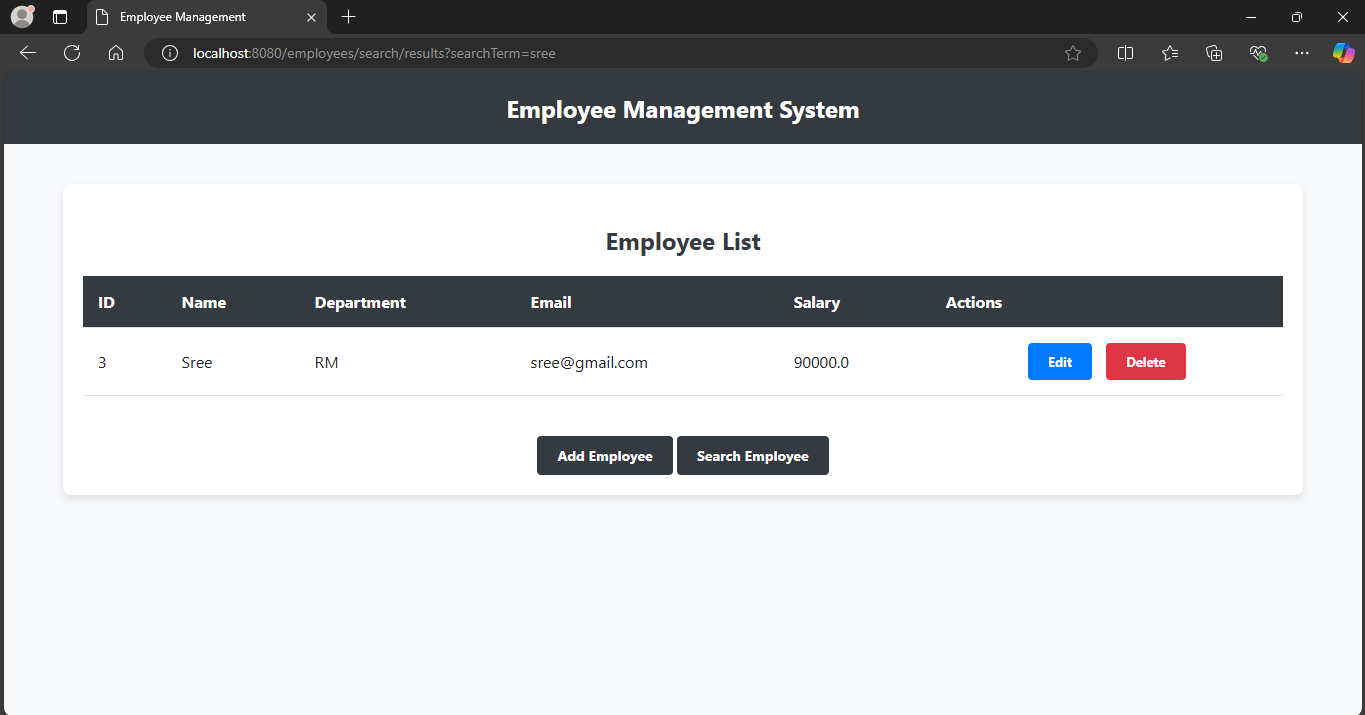 Employee Management
localhost:8080/employees/search/results?searchTerm=sree
Employee Management System
Employee List
ID Name Department Email Salary Actions
3 Sree RM sree@gmail.com 90000.0 Edit Delete
Add Employee Search Employee